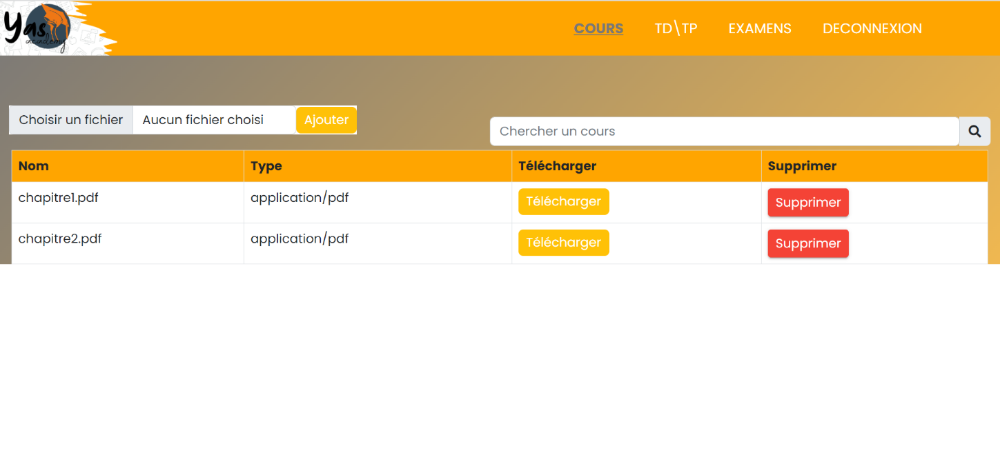 Yas
academy
COURS TD\TP EXAMENS DECONNEXION
Choisir un fichier Aucun fichier choisi Ajouter
Chercher un cours
Nom Type Télécharger Supprimer
chapitre1.pdf application/pdf Télécharger Supprimer
chapitre2.pdf application/pdf Télécharger Supprimer